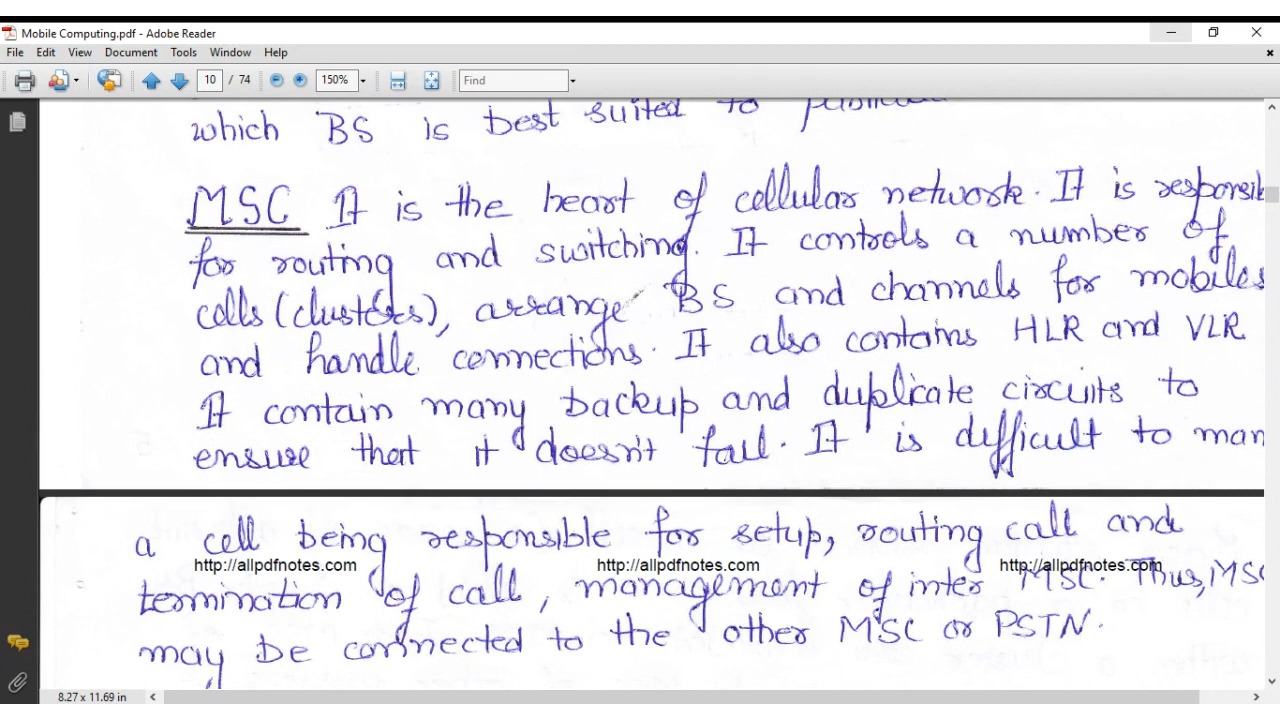 Mobile Computing.pdf - Adobe Reader
File Edit View Document Tools Window Help
10 / 74 150% Find
which BS is best suited to
MSC It is the heart of cellular network. It is responsib
for routing and switching. It controls a number of
cells (clusters), arrange BS and channels for mobiles
and handle connections. It also contains HLR and VLR
It contain many backup and duplicate circuits to
ensure that it doesn't fail. It is difficult to man
a cell being responsible for setup, routing call and
http://allpdfnotes.com http://allpdfnotes.com http://allpdfnotes.com
termination of call, management of inter MSC. Thus, MSC
may be connected to the other MSC or PSTN.
8.27 x 11.69 in